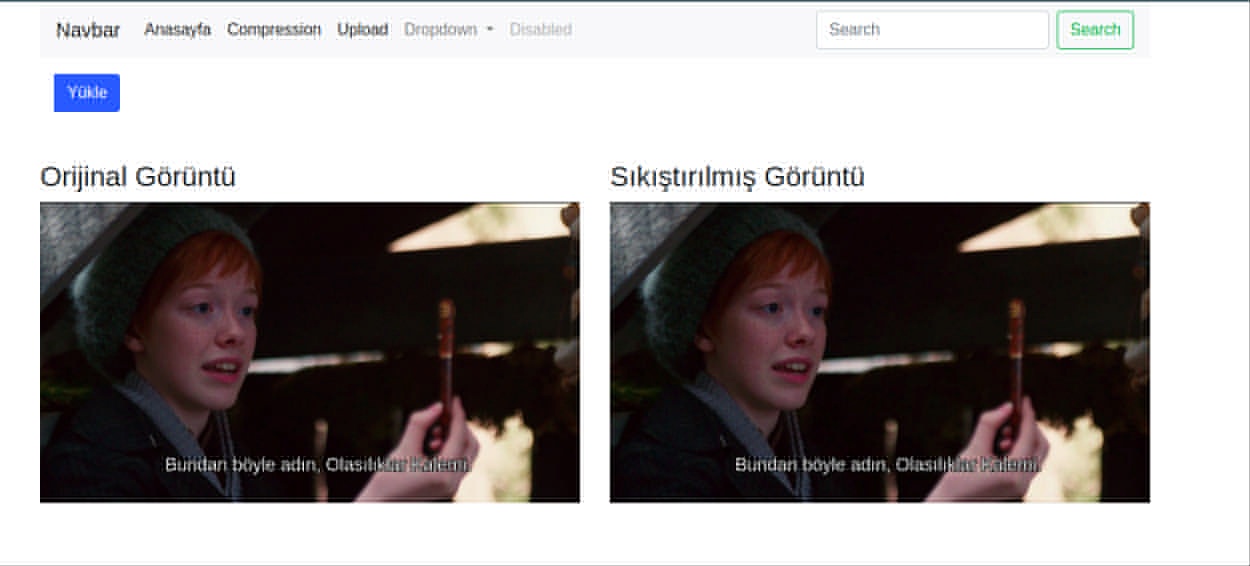 Navbar Anasayfa Compression Upload Dropdown Disabled Search Search
Yükle
Orijinal Görüntü Sıkıştırılmış Görüntü
Bundan böyle adın, Olasılıklar Kalemi.
Bundan böyle adın, Olasılıklar Kalemi.